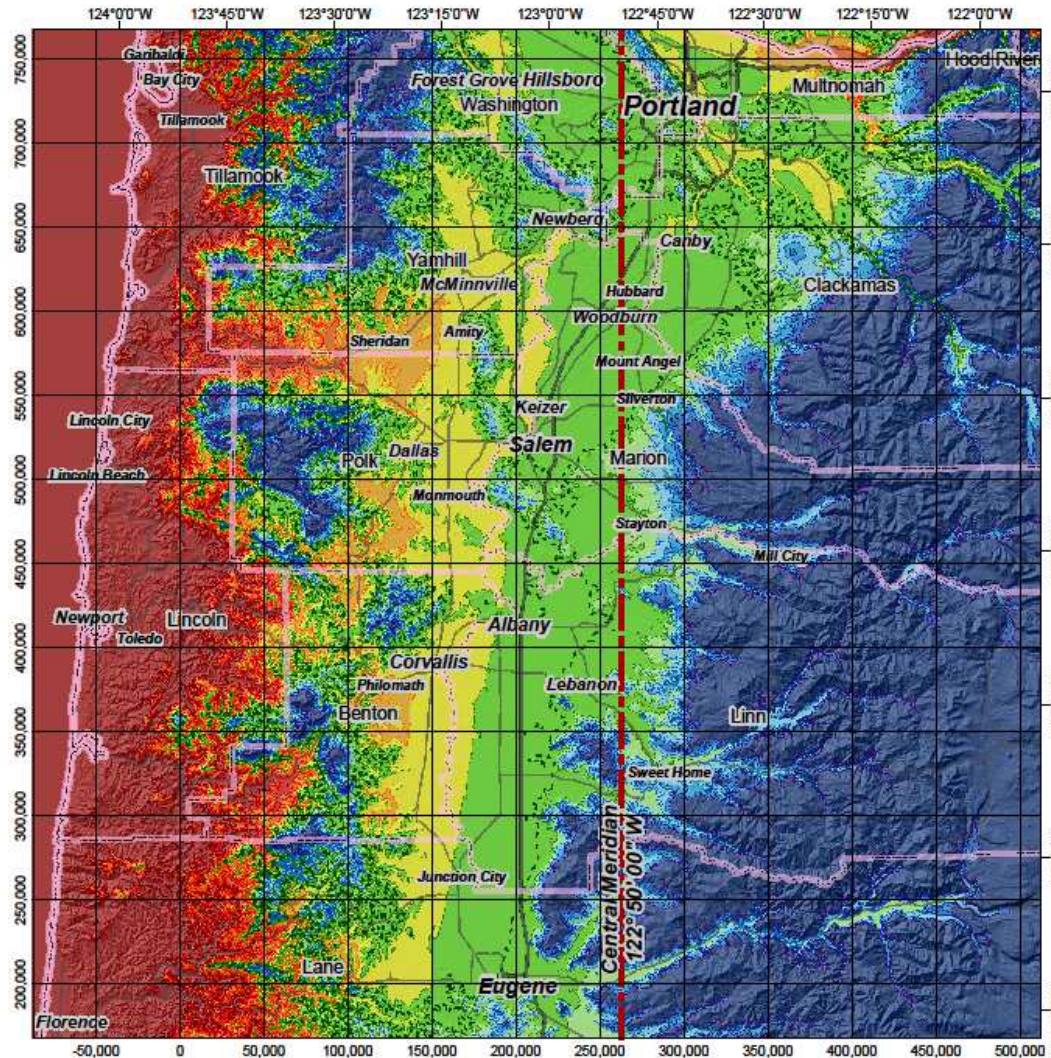 124°0'0"W 123°45'0"W 123°30'0"W 123°15'0"W 123°0'0"W 122°45'0"W 122°30'0"W 122°15'0"W 122°0'0"W
750,000
Garibaldi
Bay City
Hood River
Forest Grove Hillsboro
Multnomah
Washington
Portland
Tillamook
700,000
Tillamook
650,000
Newberg
Canby
Yamhill
McMinnville
Hubbard
Clackamas
600,000
Woodburn
Amity
Sheridan
Mount Angel
550,000
Silverton
Keizer
Lincoln City
Salem
Dallas
Polk
Marion
Lincoln Beach
500,000
Monmouth
Stayton
Mill City
450,000
Lincoln
Newport
Toledo
Albany
400,000
Corvallis
Philomath
Lebanon
Benton
Linn
350,000
Sweet Home
300,000
Junction City
Central Meridian
122°50'00"W
250,000
Lane
200,000
Eugene
Florence
-50,000 0 50,000 100,000 150,000 200,000 250,000 300,000 350,000 400,000 450,000 500,000